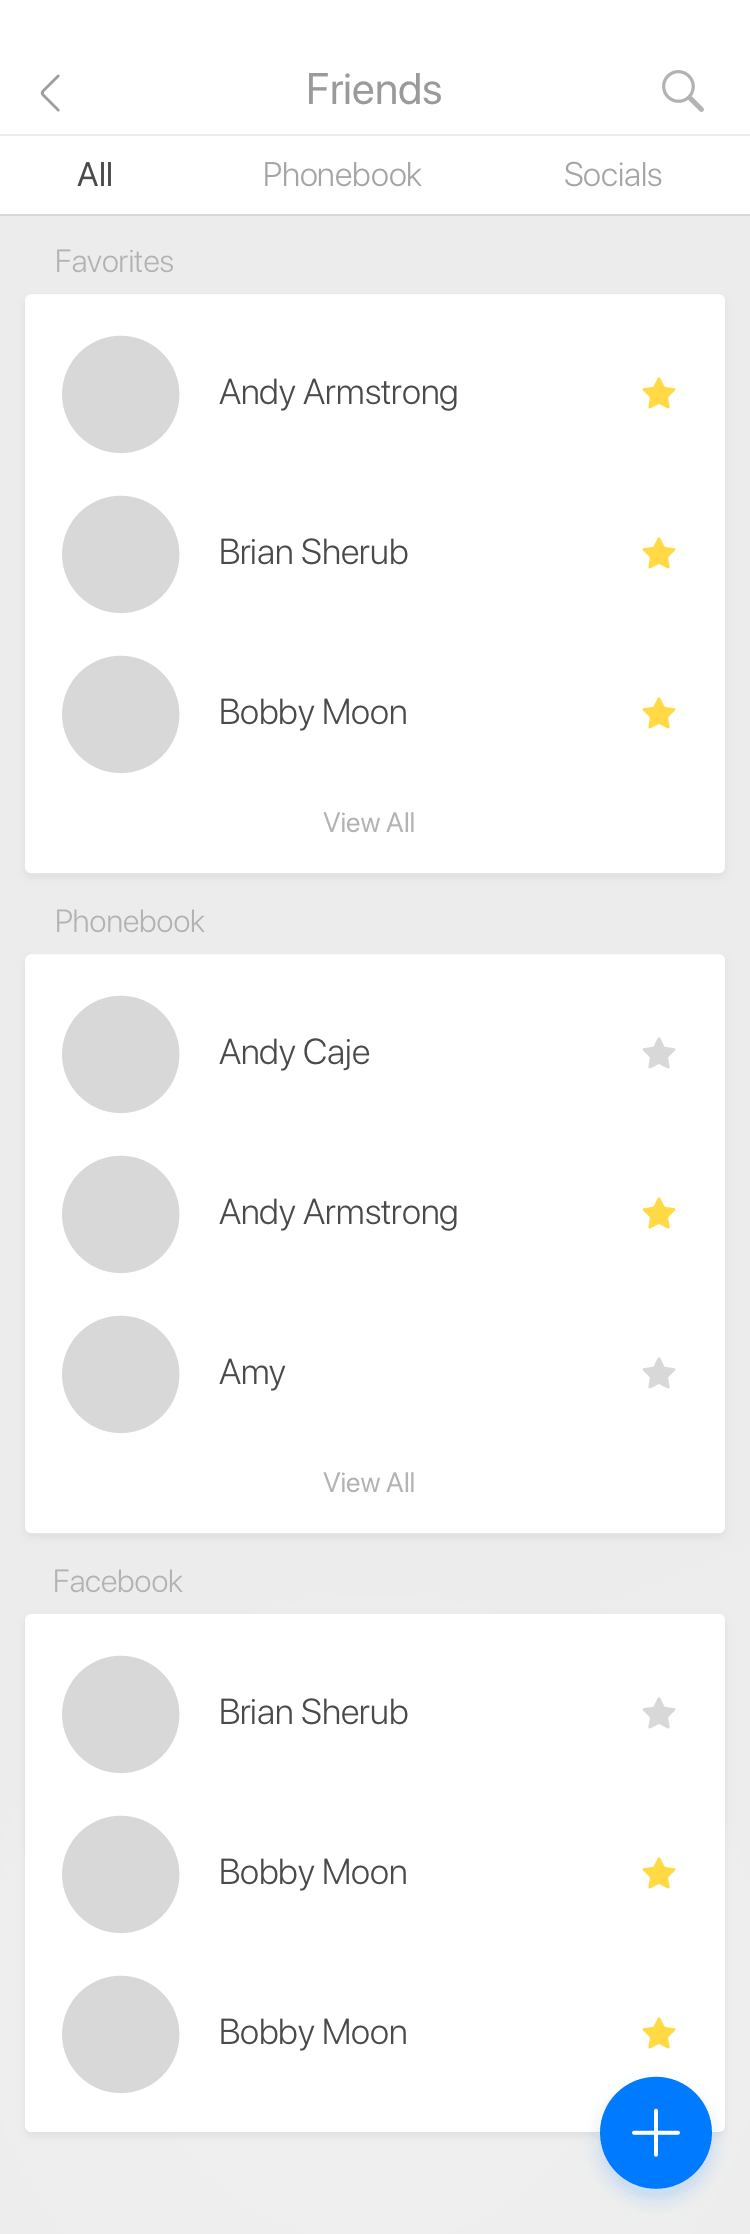 Friends
All Phonebook Socials
Favorites
Andy Armstrong
Brian Sherub
Bobby Moon
View All
Phonebook
Andy Caje
Andy Armstrong
Amy
View All
Facebook
Brian Sherub
Bobby Moon
Bobby Moon